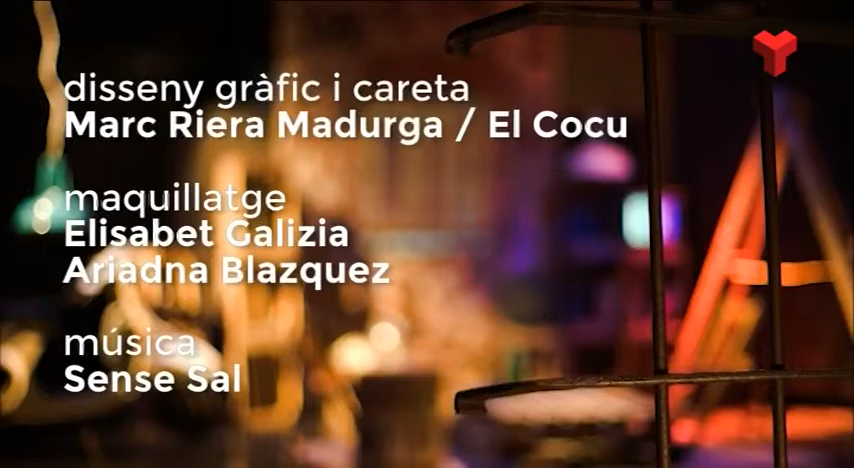 disseny gràfic i careta
Marc Riera Madurga / El Cocu
maquillatge
Elisabet Galizia
Ariadna Blazquez
música
Sense Sal